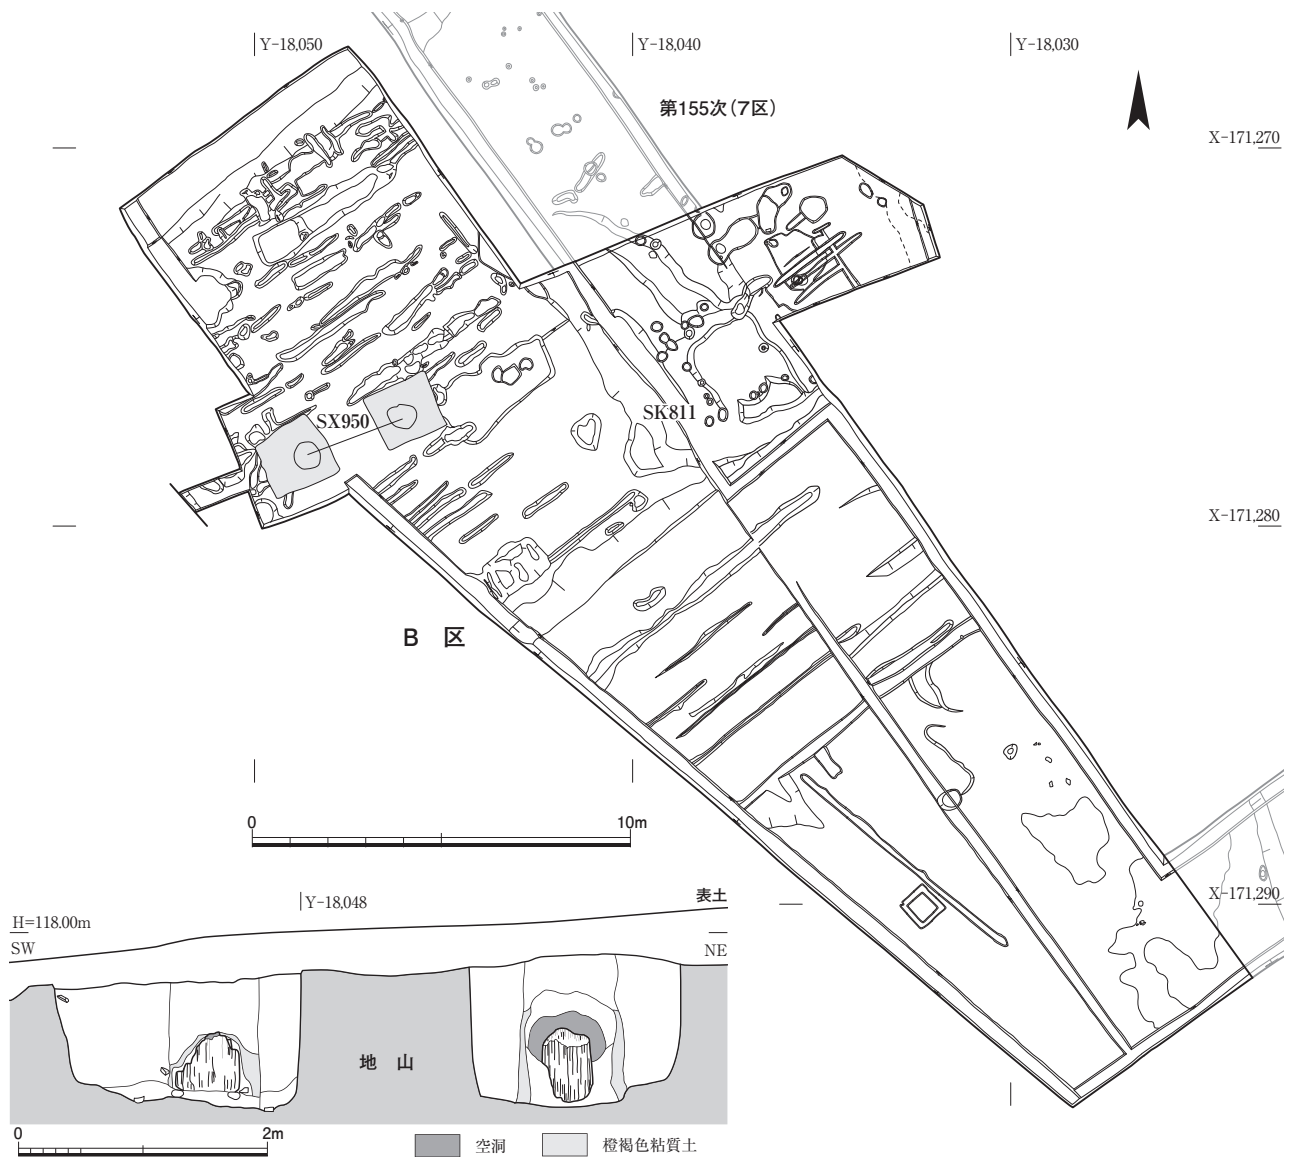 Y-18,050
Y-18,040
Y-18,030
第155次（7区）
X-171,270
SX950
SK811
X-171,280
B 区
0 10m
X-171,290
Y-18,048
表土
H=118.00m
SW
NE
地 山
0 2m
空洞
橙褐色粘質土